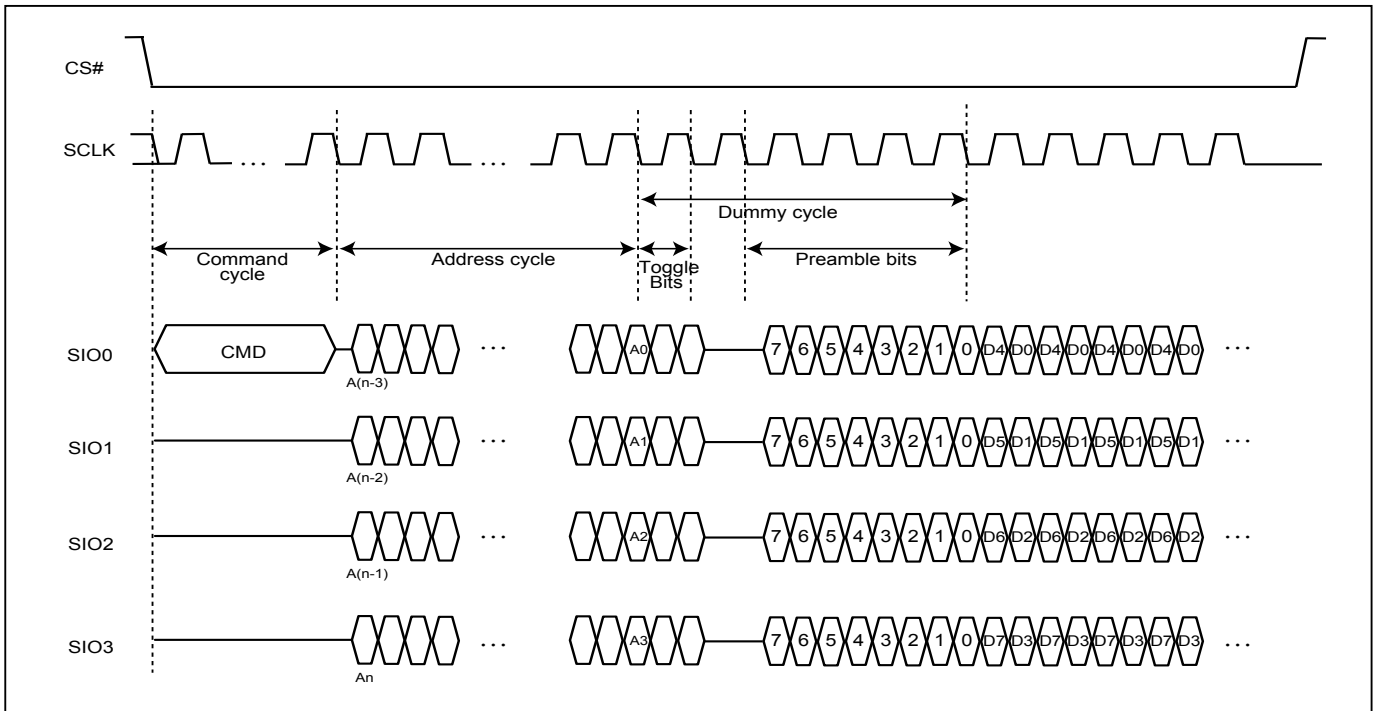 CS#
SCLK ... ...
Dummy cycle
Command
cycle
Address cycle
Toggle
Bits
Preamble bits
SIO0 CMD ... A0 7 6 5 4 3 2 1 0 D4 D0 D4 D0 D4 D0 D4 D0 ...
A(n-3)
SIO1 ... A1 7 6 5 4 3 2 1 0 D5 D1 D5 D1 D5 D1 D5 D1 ...
A(n-2)
SIO2 ... A2 7 6 5 4 3 2 1 0 D6 D2 D6 D2 D6 D2 D6 D2 ...
A(n-1)
SIO3 ... A3 7 6 5 4 3 2 1 0 D7 D3 D7 D3 D7 D3 D7 D3 ...
An